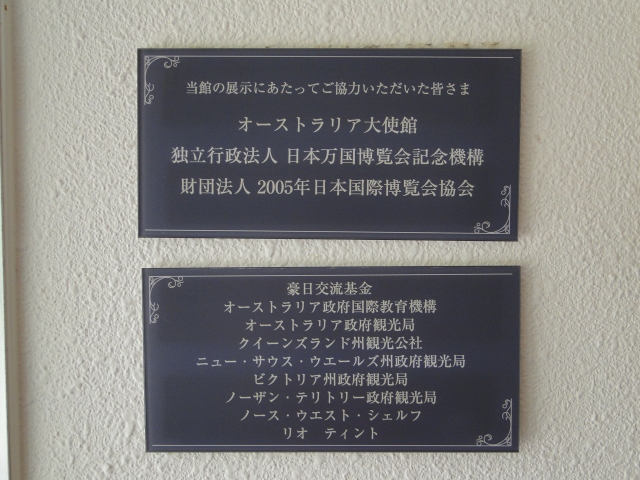 当館の展示にあたってご協力いただいた皆さま
オーストラリア大使館
独立行政法人 日本万国博覧会記念機構
財団法人 2005年日本国際博覧会協会
豪日交流基金
オーストラリア政府国際教育機構
オーストラリア政府観光局
クイーンズランド州観光公社
ニュー・サウス・ウエールズ州政府観光局
ビクトリア州政府観光局
ノーザン・テリトリー政府観光局
ノース・ウエスト・シェルフ
リオ ティント